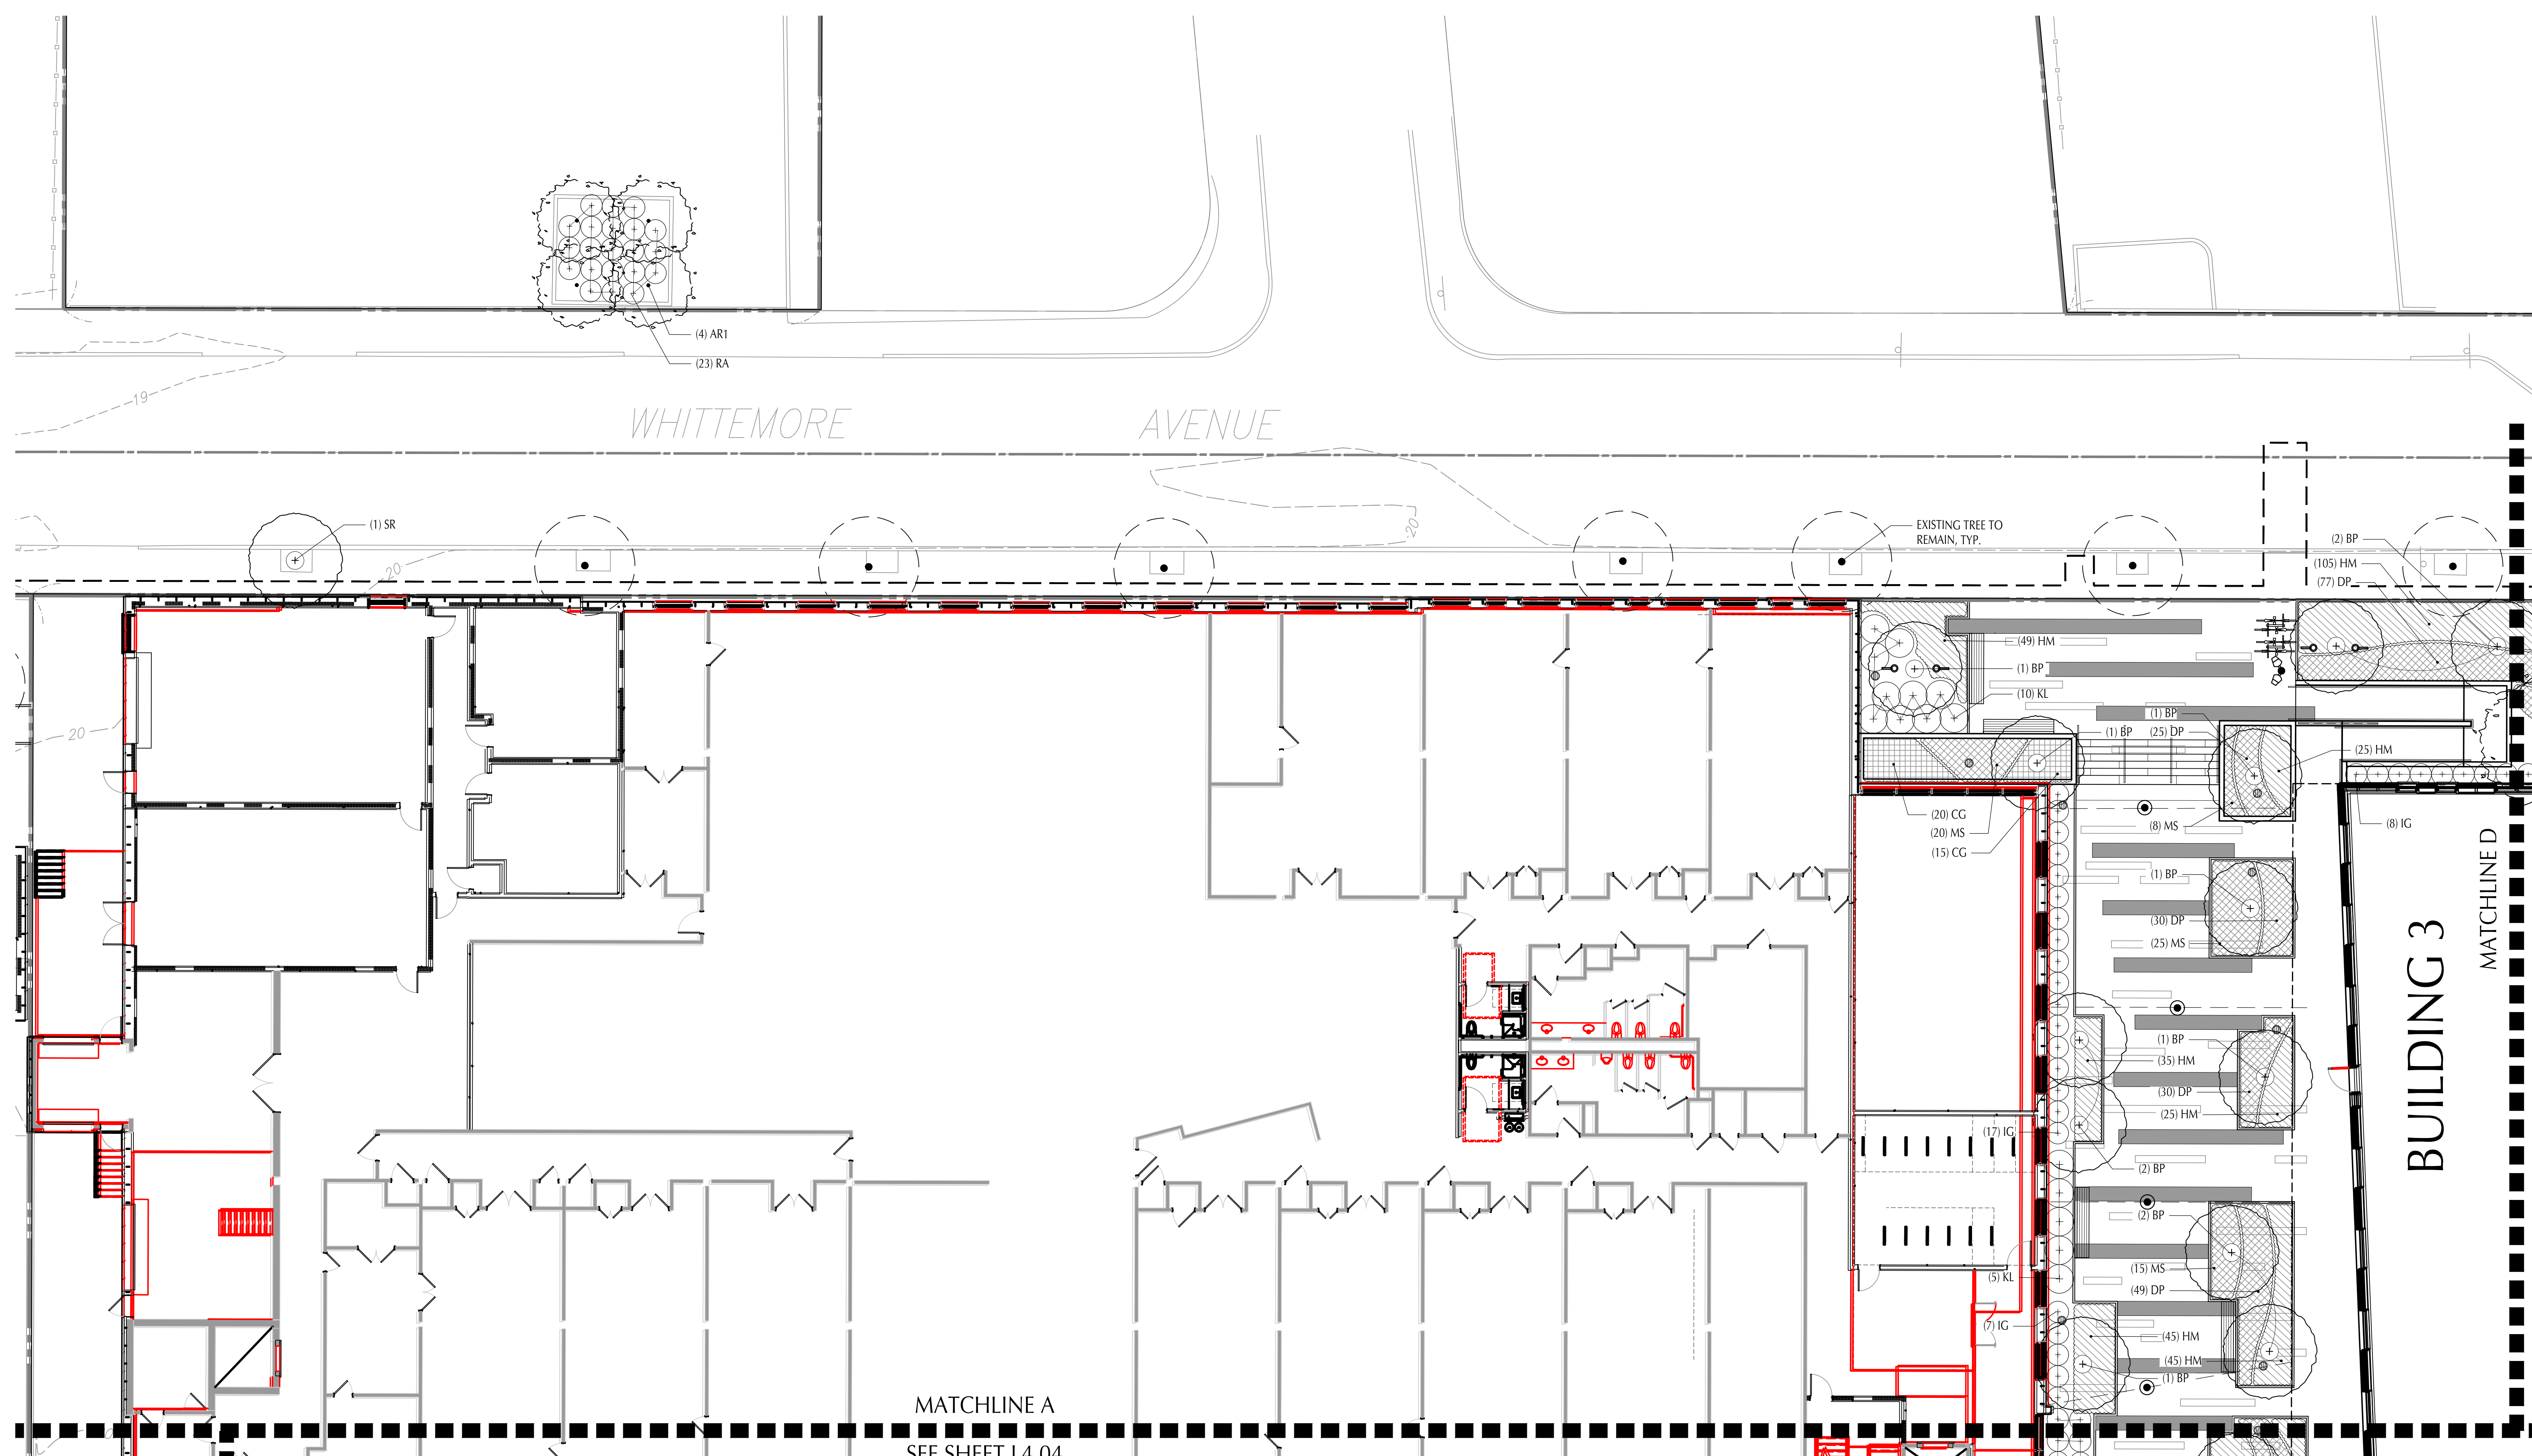 (4) AR1
(23) RA
19
WHITTEMORE AVENUE
20
(1) SR
20
EXISTING TREE TO
REMAIN, TYP.
(2) BP
(105) HM
(77) DP
(49) HM
(1) BP
(10) KL
20
(1) BP
(1) BP
(25) DP
(25) HM
(20) CG
(20) MS
(15) CG
(8) MS
(8) IG
(1) BP
(30) DP
(25) MS
MATCHLINE D
BUILDING 3
(1) BP
(35) HM
(30) DP
(25) HM
(17) IG
(2) BP
(2) BP
(15) MS
(5) KL
(49) DP
(7) IG
(45) HM
(45) HM
(1) BP
MATCHLINE A
SEE SHEET L4.04